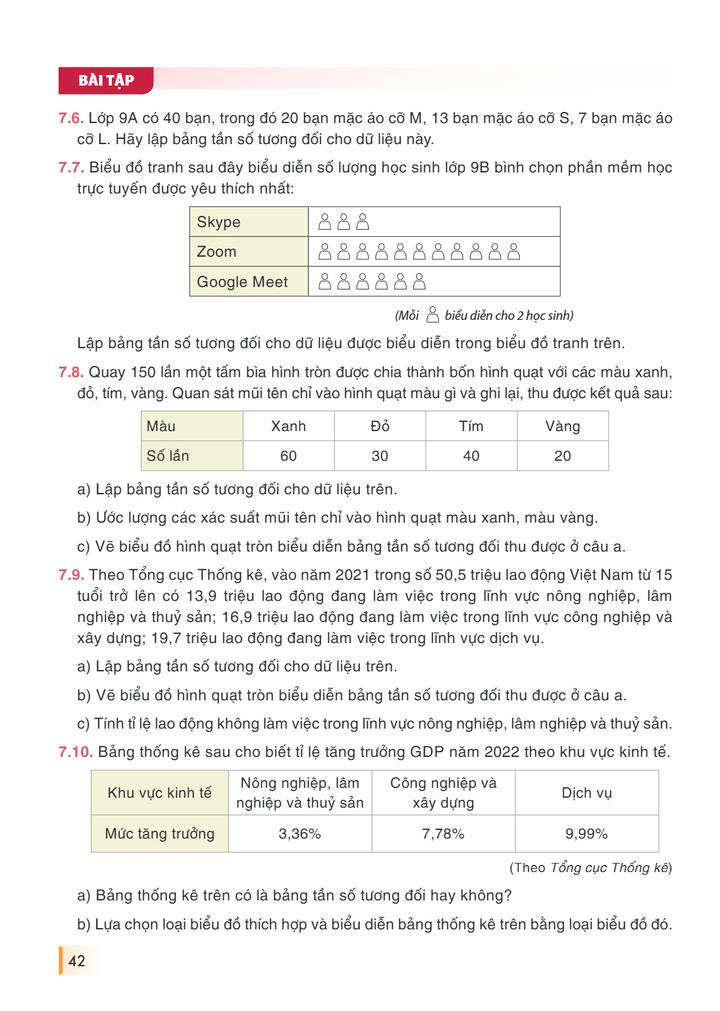 BÀI TẬP
7.6. Lớp 9A có 40 bạn, trong đó 20 bạn mặc áo cỡ M, 13 bạn mặc áo cỡ S, 7 bạn mặc áo
cỡ L. Hãy lập bảng tần số tương đối cho dữ liệu này.
7.7. Biểu đồ tranh sau đây biểu diễn số lượng học sinh lớp 9B bình chọn phần mềm học
trực tuyến được yêu thích nhất:
Skype
Zoom
Google Meet
(Mỗi biểu diễn cho 2 học sinh)
Lập bảng tần số tương đối cho dữ liệu được biểu diễn trong biểu đồ tranh trên.
7.8. Quay 150 lần một tấm bìa hình tròn được chia thành bốn hình quạt với các màu xanh,
đỏ, tím, vàng. Quan sát mũi tên chỉ vào hình quạt màu gì và ghi lại, thu được kết quả sau:
Màu Xanh Đỏ Tím Vàng
Số lần 60 30 40 20
a) Lập bảng tần số tương đối cho dữ liệu trên.
b) Ước lượng các xác suất mũi tên chỉ vào hình quạt màu xanh, màu vàng.
c) Vẽ biểu đồ hình quạt tròn biểu diễn bảng tần số tương đối thu được ở câu a.
7.9. Theo Tổng cục Thống kê, vào năm 2021 trong số 50,5 triệu lao động Việt Nam từ 15
tuổi trở lên có 13,9 triệu lao động đang làm việc trong lĩnh vực nông nghiệp, lâm
nghiệp và thuỷ sản; 16,9 triệu lao động đang làm việc trong lĩnh vực công nghiệp và
xây dựng; 19,7 triệu lao động đang làm việc trong lĩnh vực dịch vụ.
a) Lập bảng tần số tương đối cho dữ liệu trên.
b) Vẽ biểu đồ hình quạt tròn biểu diễn bảng tần số tương đối thu được ở câu a.
c) Tính tỉ lệ lao động không làm việc trong lĩnh vực nông nghiệp, lâm nghiệp và thuỷ sản.
7.10. Bảng thống kê sau cho biết tỉ lệ tăng trưởng GDP năm 2022 theo khu vực kinh tế.
Khu vực kinh tế Nông nghiệp, lâm nghiệp và thuỷ sản Công nghiệp và xây dựng Dịch vụ
Mức tăng trưởng 3,36% 7,78% 9,99%
(Theo Tổng cục Thống kê)
a) Bảng thống kê trên có là bảng tần số tương đối hay không?
b) Lựa chọn loại biểu đồ thích hợp và biểu diễn bảng thống kê trên bằng loại biểu đồ đó.
42